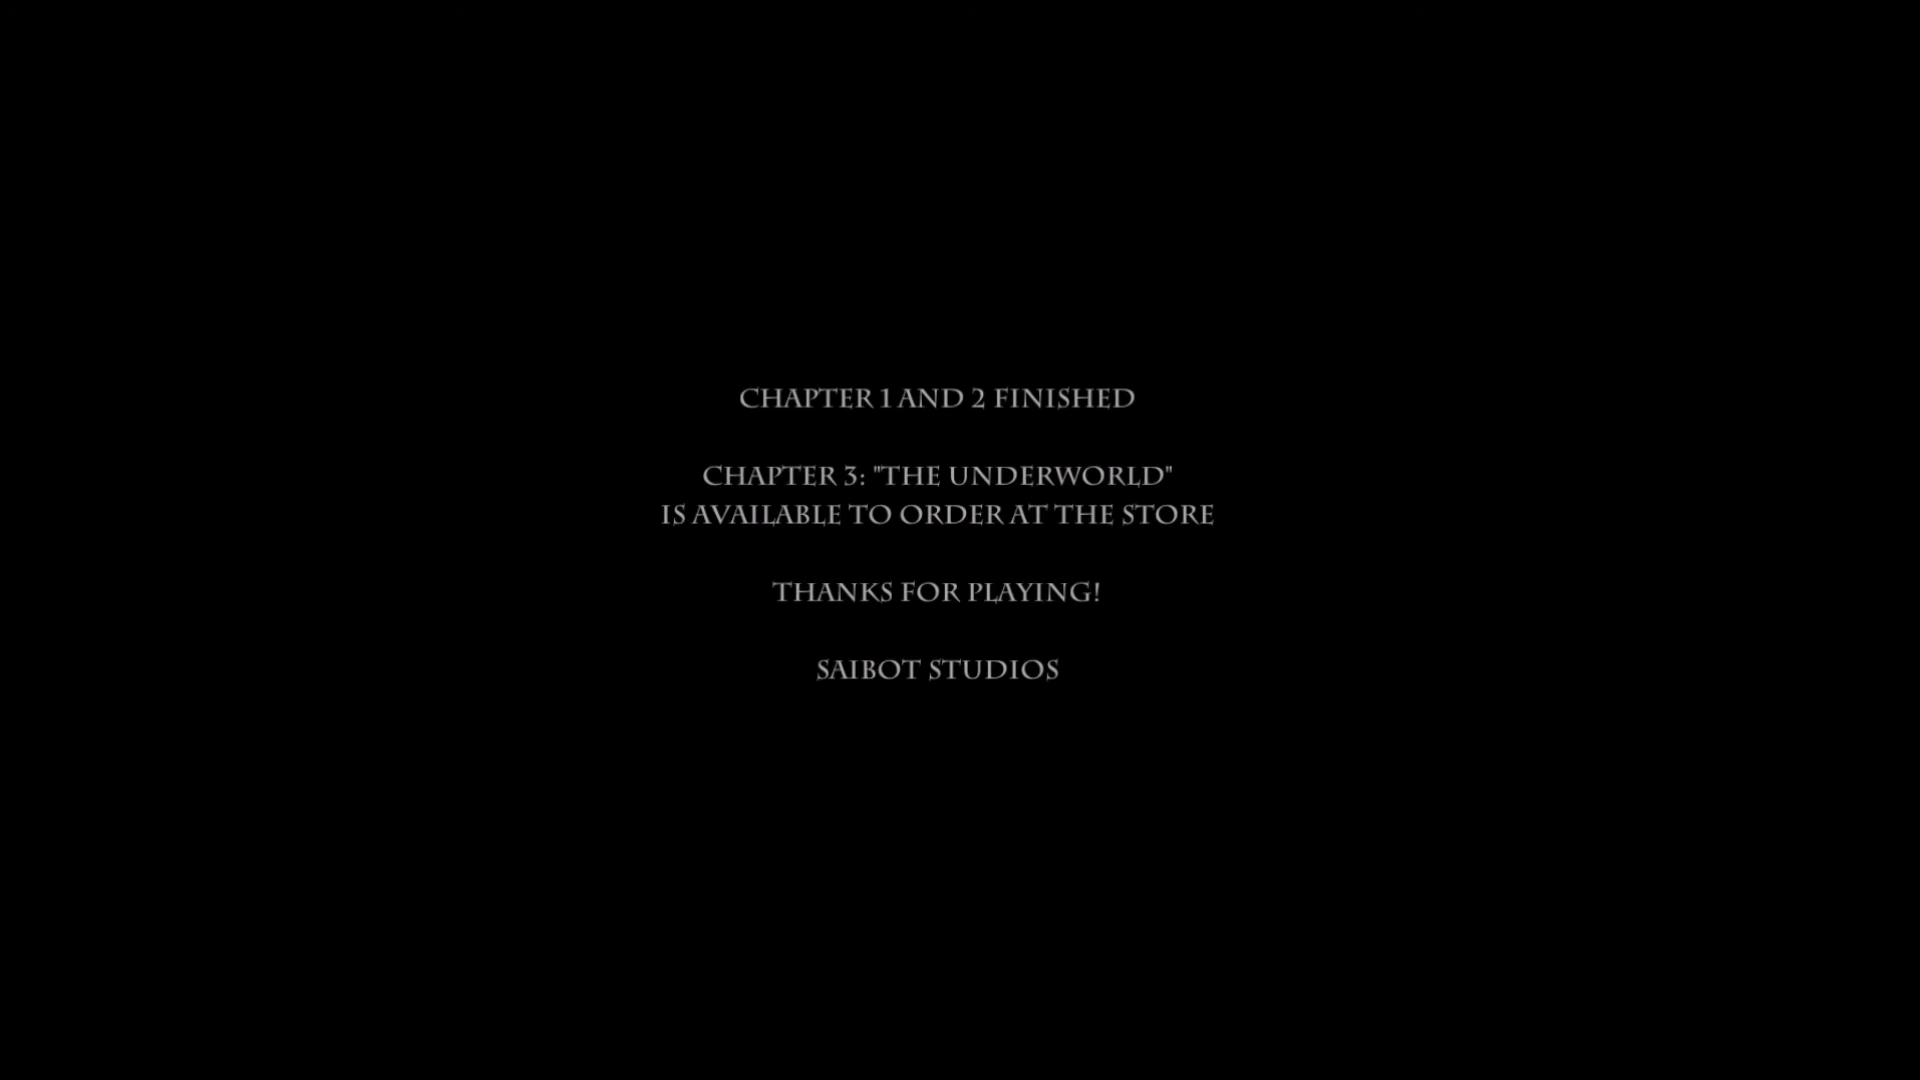 CHAPTER 1 AND 2 FINISHED
CHAPTER 3: "THE UNDERWORLD"
IS AVAILABLE TO ORDER AT THE STORE
THANKS FOR PLAYING!
SAIBOT STUDIOS